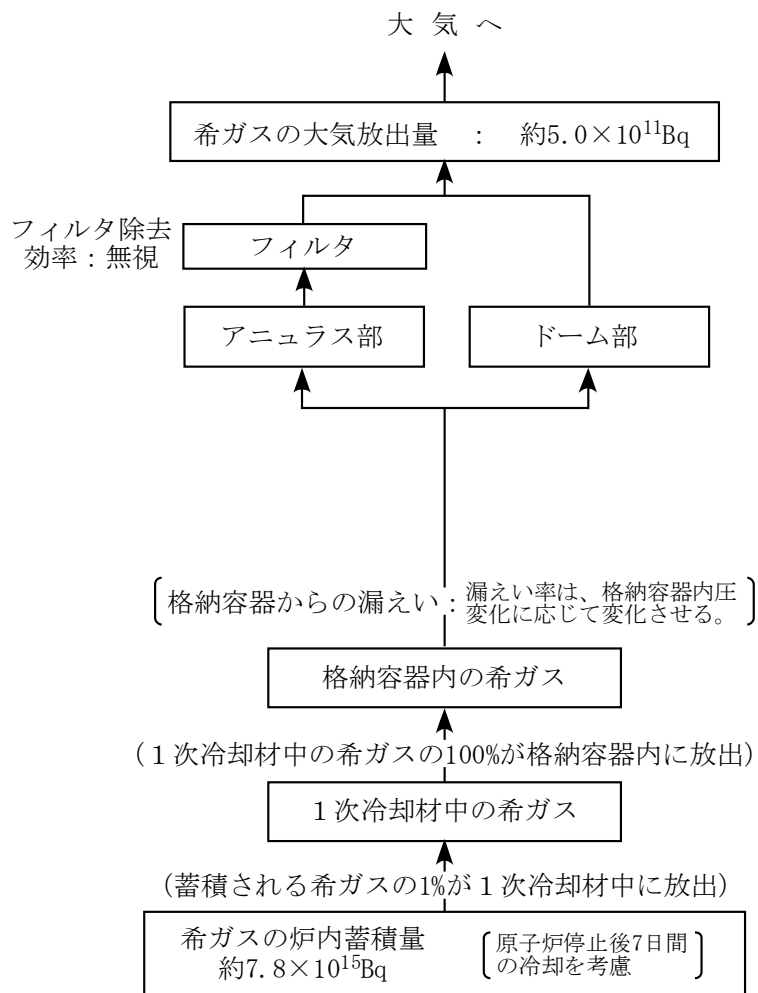 大 気 へ
希ガスの大気放出量 : 約5.0×10¹¹Bq
フィルタ除去
効率：無視
フィルタ
アニュラス部
ドーム部
格納容器からの漏えい：漏えい率は、格納容器内圧
変化に応じて変化させる。
格納容器内の希ガス
(１次冷却材中の希ガスの100%が格納容器内に放出)
１次冷却材中の希ガス
(蓄積される希ガスの1%が１次冷却材中に放出)
希ガスの炉内蓄積量
約7.8×10¹⁵Bq
原子炉停止後7日間
の冷却を考慮